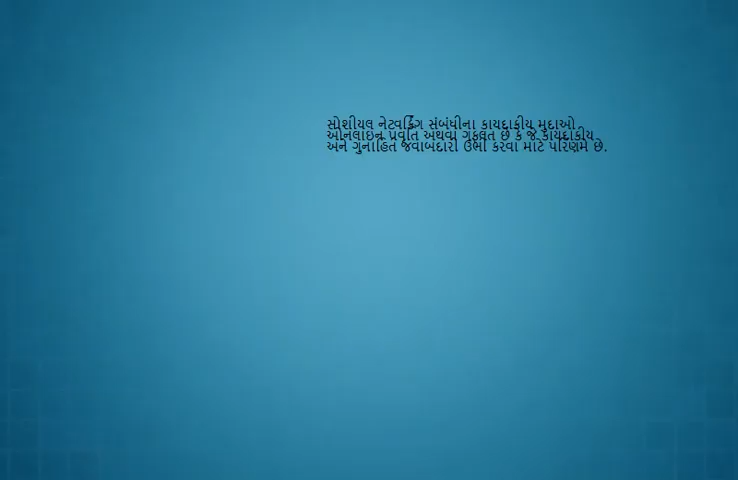 સોશીયલ નેટવર્કિંગ સંબંધીના કાયદાકીય મુદાઓ
ઓનલાઇન પ્રવૃતિ અથવા ગફલત છે કે જે કાયદાકીય
અને ગુનાહિત જવાબદારી ઉભી કરવા માટે પરિણમે છે.